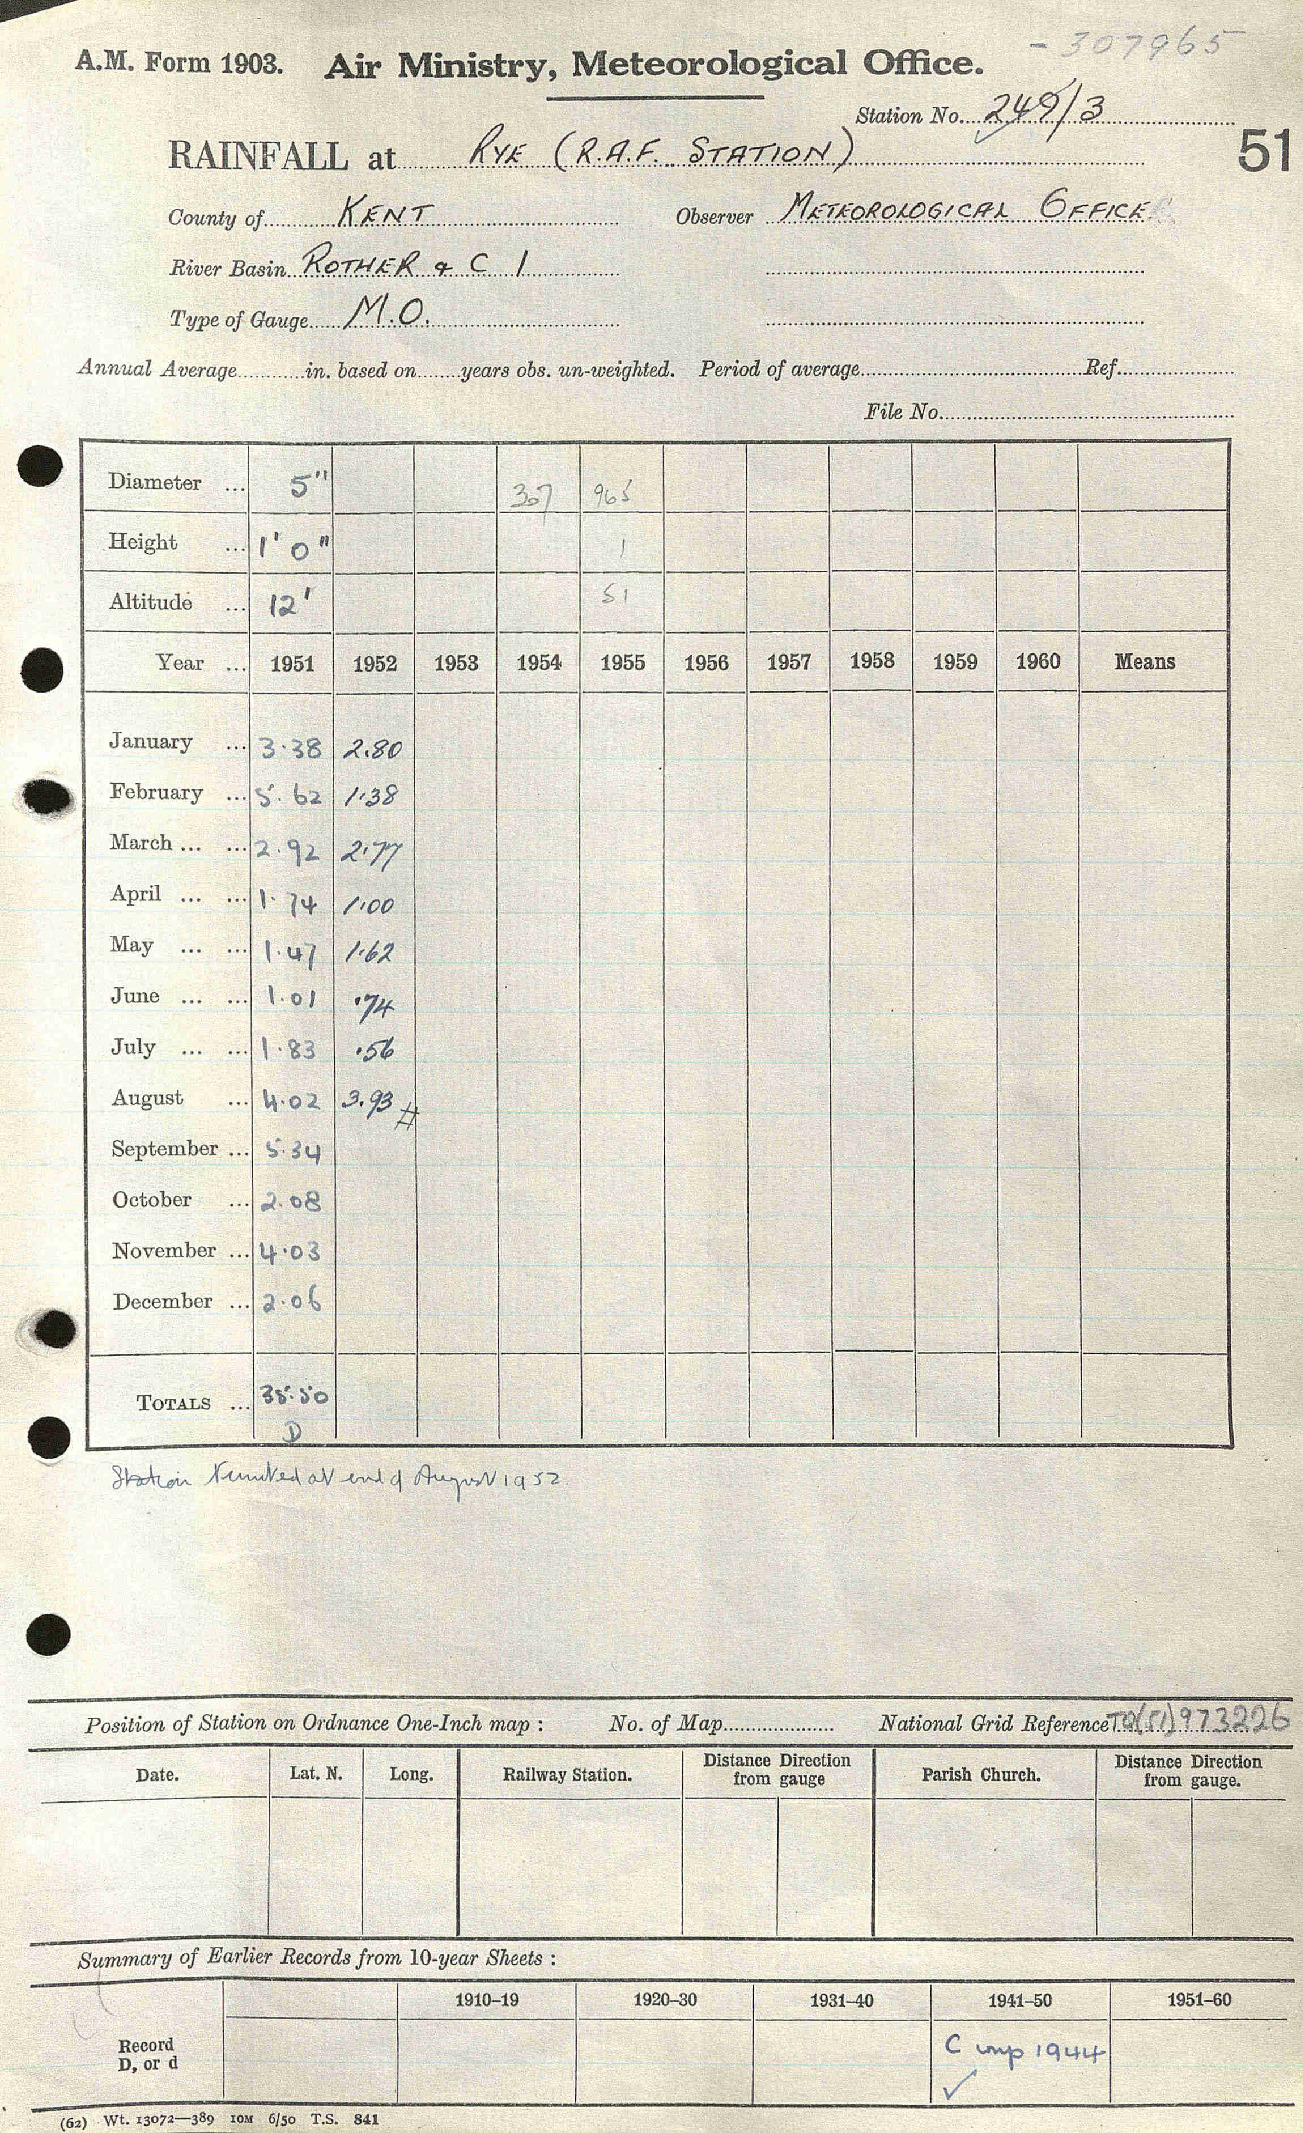 - 307965
A.M. Form 1903. Air Ministry, Meteorological Office.
Station No. 249/3
RAINFALL at RYE (R.A.F. STATION)
51
County of KENT Observer METEOROLOGICAL OFFICE
River Basin ROTHER & C 1
Type of Gauge M.O.
Annual Average in. based on years obs. un-weighted. Period of average Ref.
File No.
Diameter ... 5" 307 965
Height ... 1' 0" 1
Altitude ... 12' 51
Year ... 1951 1952 1953 1954 1955 1956 1957 1958 1959 1960 Means
January ... 3.38 2.80
February ... 5.62 1.38
March ... ... 2.92 2.77
April ... ... 1.74 1.00
May ... ... 1.47 1.62
June ... ... 1.01 .74
July ... ... 1.83 .56
August ... 4.02 3.93 #
September ... 5.34
October ... 2.08
November ... 4.03
December ... 2.06
TOTALS ... 35.50
D
Station at end of August 1952
Position of Station on Ordnance One-Inch map : No. of Map National Grid Reference TQ(51)973226
Date. Lat. N. Long. Railway Station. Distance Direction from gauge Parish Church. Distance Direction from gauge.
Summary of Earlier Records from 10-year Sheets :
1910-19 1920-30 1931-40 1941-50 1951-60
Record C 1944
D, or d ✓
(62) Wt. 13072—389 10M 6/50 T.S. 841